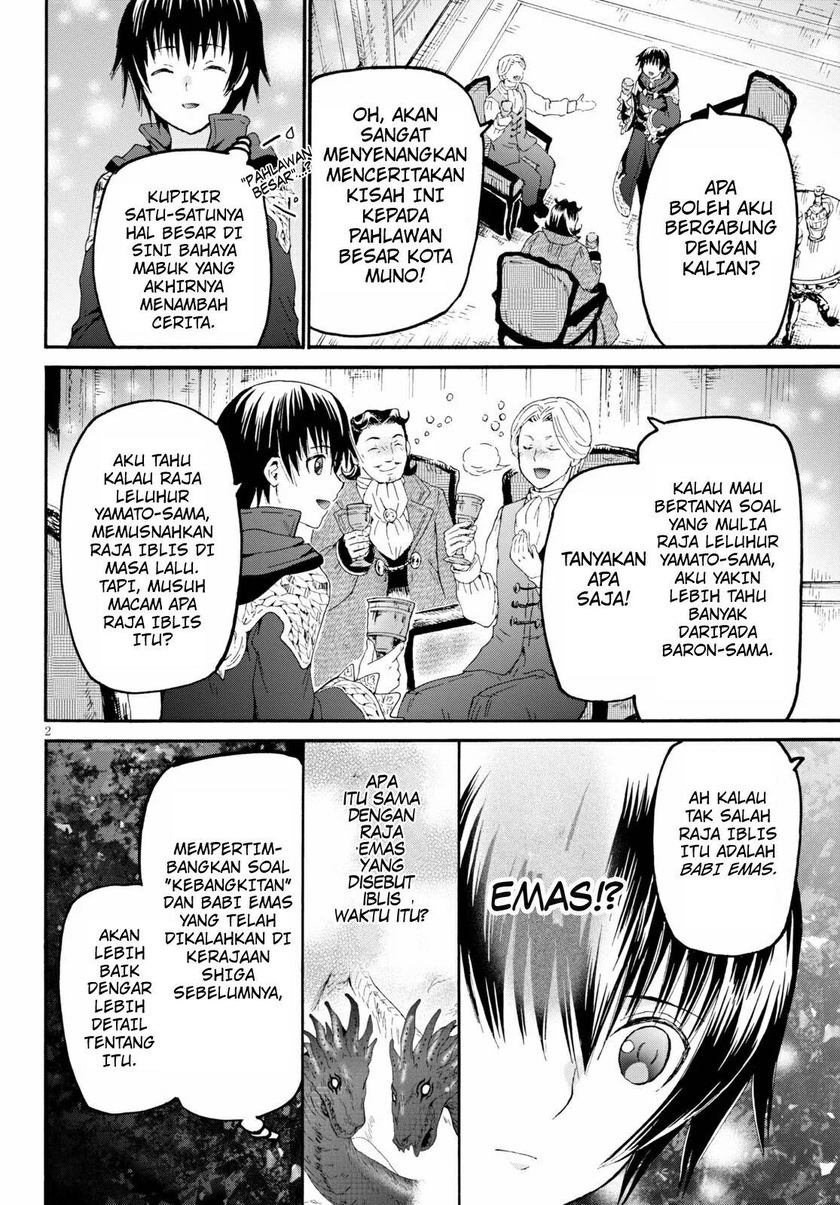 APA
BOLEH AKU
BERGABUNG
DENGAN
KALIAN?
OH, AKAN
SANGAT
MENYENANGKAN
MENCERITAKAN
KISAH INI
KEPADA
PAHLAWAN
BESAR KOTA
MUNO!
"PAHLAWAN
BESAR"...?
KUPIKIR
SATU-SATUNYA
HAL BESAR DI
SINI BAHAYA
MABUK YANG
AKHIRNYA
MENAMBAH
CERITA.
KALAU MAU
BERTANYA SOAL
YANG MULIA
RAJA LELUHUR
YAMATO-SAMA,
AKU YAKIN
LEBIH TAHU
BANYAK
DARIPADA
BARON-SAMA.
TANYAKAN
APA
SAJA!
AKU TAHU
KALAU RAJA
LELUHUR
YAMATO-SAMA,
MEMUSNAHKAN
RAJA IBLIS DI
MASA LALU.
TAPI, MUSUH
MACAM APA
RAJA IBLIS
ITU?
2
AH KALAU
TAK SALAH
RAJA IBLIS
ITU ADALAH
BABI EMAS.
EMAS!?
APA
ITU SAMA
DENGAN
RAJA
EMAS
YANG
DISEBUT
IBLIS
WAKTU ITU?
MEMPERTIM-
BANGKAN SOAL
"KEBANGKITAN"
DAN BABI EMAS
YANG TELAH
DIKALAHKAN DI
KERAJAAN
SHIGA
SEBELUMNYA,
AKAN
LEBIH
BAIK
DENGAR
LEBIH
DETAIL
TENTANG
ITU.